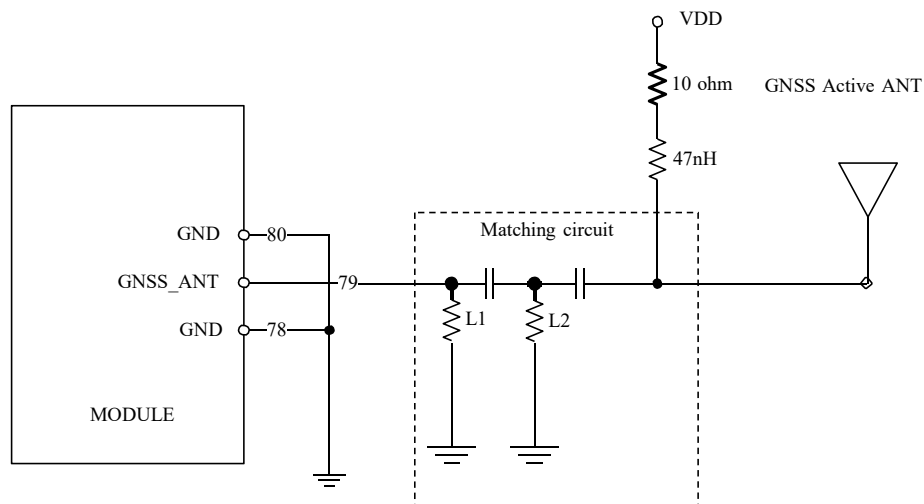 VDD
10 ohm
GNSS Active ANT
47nH
Matching circuit
GND
80
GNSS_ANT
79
GND
78
L1
L2
MODULE